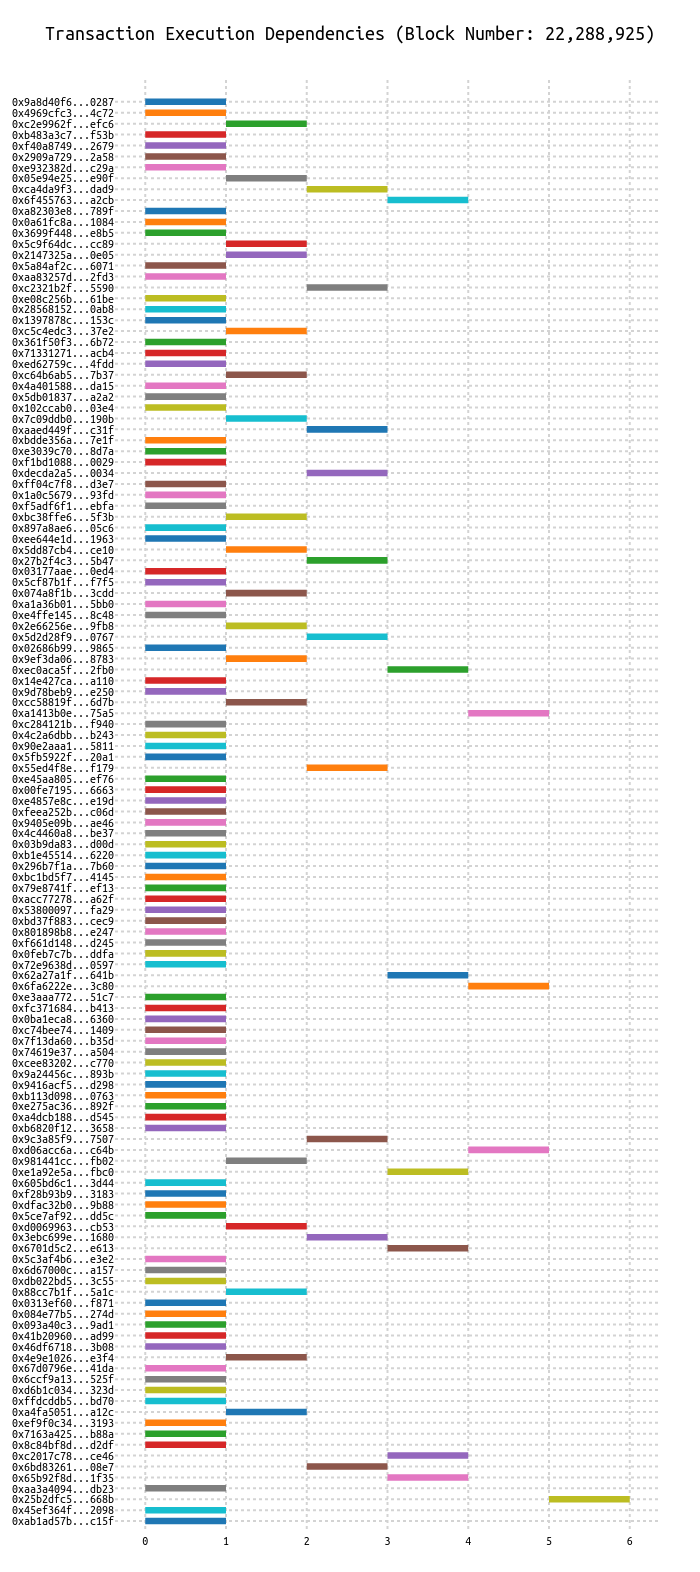 Transaction Execution Dependencies (Block Number: 22,288,925)
0x9a8d40f6...0287
0x4969cfc3...4c72
0xc2e9962f...efc6
0xb483a3c7...f53b
0xf40a8749...2679
0x2909a729...2a58
0xe932382d...c29a
0x05e94e25...e90f
0xca4da9f3...dad9
0x6f455763...a2cb
0xa82303e8...789f
0x0a61fc8a...1084
0x3699f448...e8b5
0x5c9f64dc...cc89
0x2147325a...0e05
0x5a84af2c...6071
0xaa83257d...2fd3
0xc2321b2f...5590
0xe08c256b...61be
0x28568152...0ab8
0x1397878c...153c
0xc5c4edc3...37e2
0x361f50f3...6b72
0x71331271...acb4
0xed62759c...4fdd
0xc64b6ab5...7b37
0x4a401588...da15
0x5db01837...a2a2
0x102ccab0...03e4
0x7c09ddb0...190b
0xaaed449f...c31f
0xbdde356a...7e1f
0xe3039c70...8d7a
0xf1bd1088...0029
0xdecda2a5...0034
0xff04c7f8...d3e7
0x1a0c5679...93fd
0xf5adf6f1...ebfa
0xbc38ffe6...5f3b
0x897a8ae6...05c6
0xee644e1d...1963
0x5dd87cb4...ce10
0x27b2f4c3...5b47
0x03177aae...0ed4
0x5cf87b1f...f7f5
0x074a8f1b...3cdd
0xa1a36b01...5bb0
0xe4ffe145...8c48
0x2e66256e...9fb8
0x5d2d28f9...0767
0x02686b99...9865
0x9ef3da06...8783
0xec0aca5f...2fb0
0x14e427ca...a110
0x9d78beb9...e250
0xcc58819f...6d7b
0xa1413b0e...75a5
0xc284121b...f940
0x4c2a6dbb...b243
0x90e2aaa1...5811
0x5fb5922f...20a1
0x55ed4f8e...f179
0xe45aa805...ef76
0x00fe7195...6663
0xe4857e8c...e19d
0xfeea252b...c06d
0x9405e09b...ae46
0x4c4460a8...be37
0x03b9da83...d00d
0xb1e45514...6220
0x296b7f1a...7b60
0xbc1bd5f7...4145
0x79e8741f...ef13
0xacc77278...a62f
0x53800097...fa29
0xbd37f883...cec9
0x801898b8...e247
0xf661d148...d245
0x0feb7c7b...ddfa
0x72e9638d...0597
0x62a27a1f...641b
0x6fa6222e...3c80
0xe3aaa772...51c7
0xfc371684...b413
0x0ba1eca8...6360
0xc74bee74...1409
0x7f13da60...b35d
0x74619e37...a504
0xcee83202...c770
0x9a24456c...893b
0x9416acf5...d298
0xb113d098...0763
0xe275ac36...892f
0xa4dcb188...d545
0xb6820f12...3658
0x9c3a85f9...7507
0xd06acc6a...c64b
0x981441cc...fb02
0xe1a92e5a...fbc0
0x605bd6c1...3d44
0xf28b93b9...3183
0xdfac32b0...9b88
0x5ce7af92...dd5c
0xd0069963...cb53
0x3ebc699e...1680
0x6701d5c2...e613
0x5c3af4b6...e3e2
0x6d67000c...a157
0xdb022bd5...3c55
0x88cc7b1f...5a1c
0x0313ef60...f871
0x084e77b5...274d
0x093a40c3...9ad1
0x41b20960...ad99
0x46df6718...3b08
0x4e9e1026...e3f4
0x67d0796e...41da
0x6ccf9a13...525f
0xd6b1c034...323d
0xffdcddb5...bd70
0xa4fa5051...a12c
0xef9f0c34...3193
0x7163a425...b88a
0x8c84bf8d...d2df
0xc2017c78...ce46
0x6bd83261...08e7
0x65b92f8d...1f35
0xaa3a4094...db23
0x25b2dfc5...668b
0x45ef364f...2098
0xab1ad57b...c15f
0 1 2 3 4 5 6